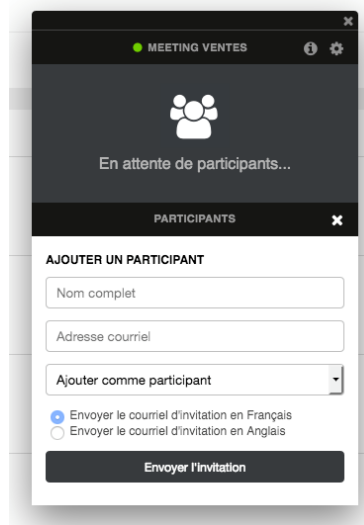 MEETING VENTES
En attente de participants...
PARTICIPANTS
AJOUTER UN PARTICIPANT
Nom complet
Adresse courriel
Ajouter comme participant
Envoyer le courriel d'invitation en Français
Envoyer le courriel d'invitation en Anglais
Envoyer l'Invitation